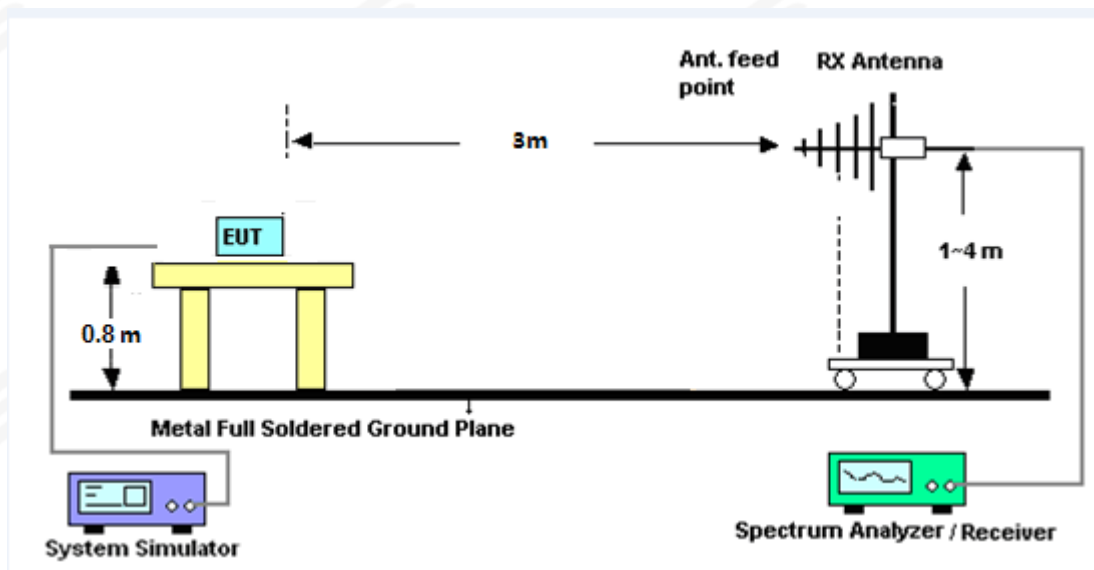 Ant. feed
point
RX Antenna
3m
EUT
1~4 m
0.8 m
Metal Full Soldered Ground Plane
System Simulator
Spectrum Analyzer / Receiver